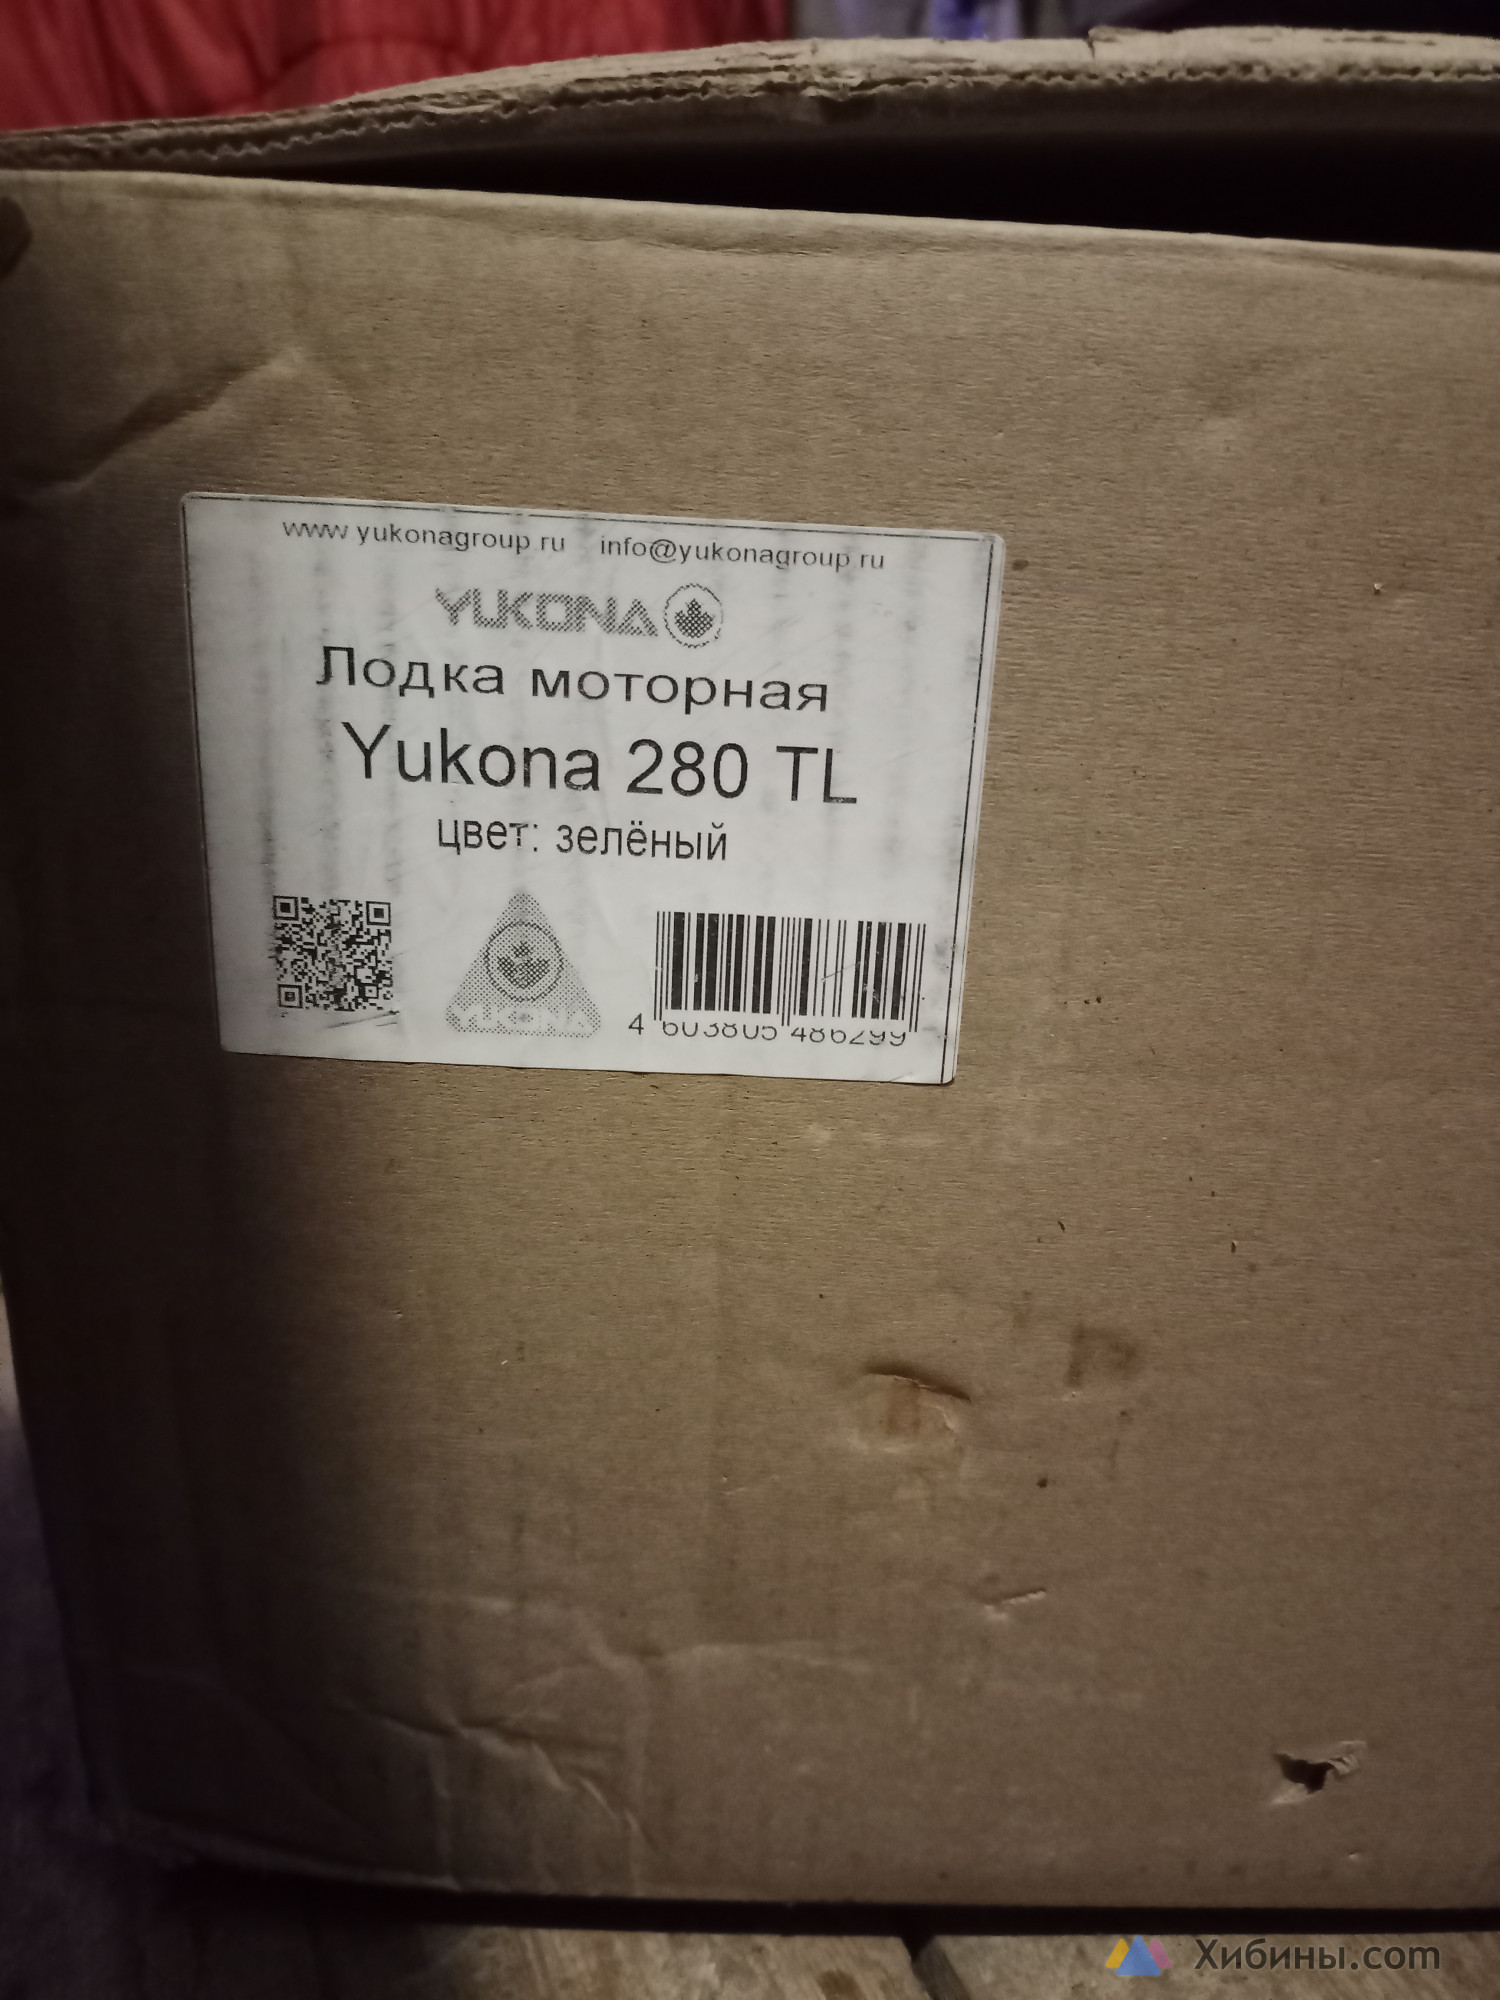 www yukonagroup ru info@yukonagroup.ru
YUKONA
Лодка моторная
Yukona 280 TL
цвет: зелёный
YUKONA
4 603805 486299
Хибины.com